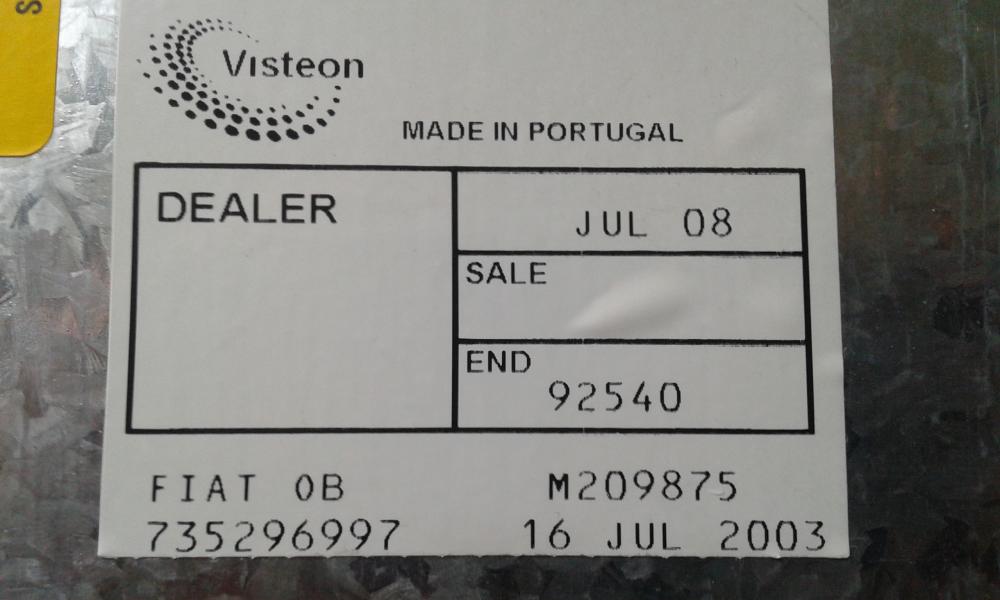 S
Visteon
MADE IN PORTUGAL
DEALER
JUL 08
SALE
END
92540
FIAT 0B
M209875
735296997
16 JUL 2003